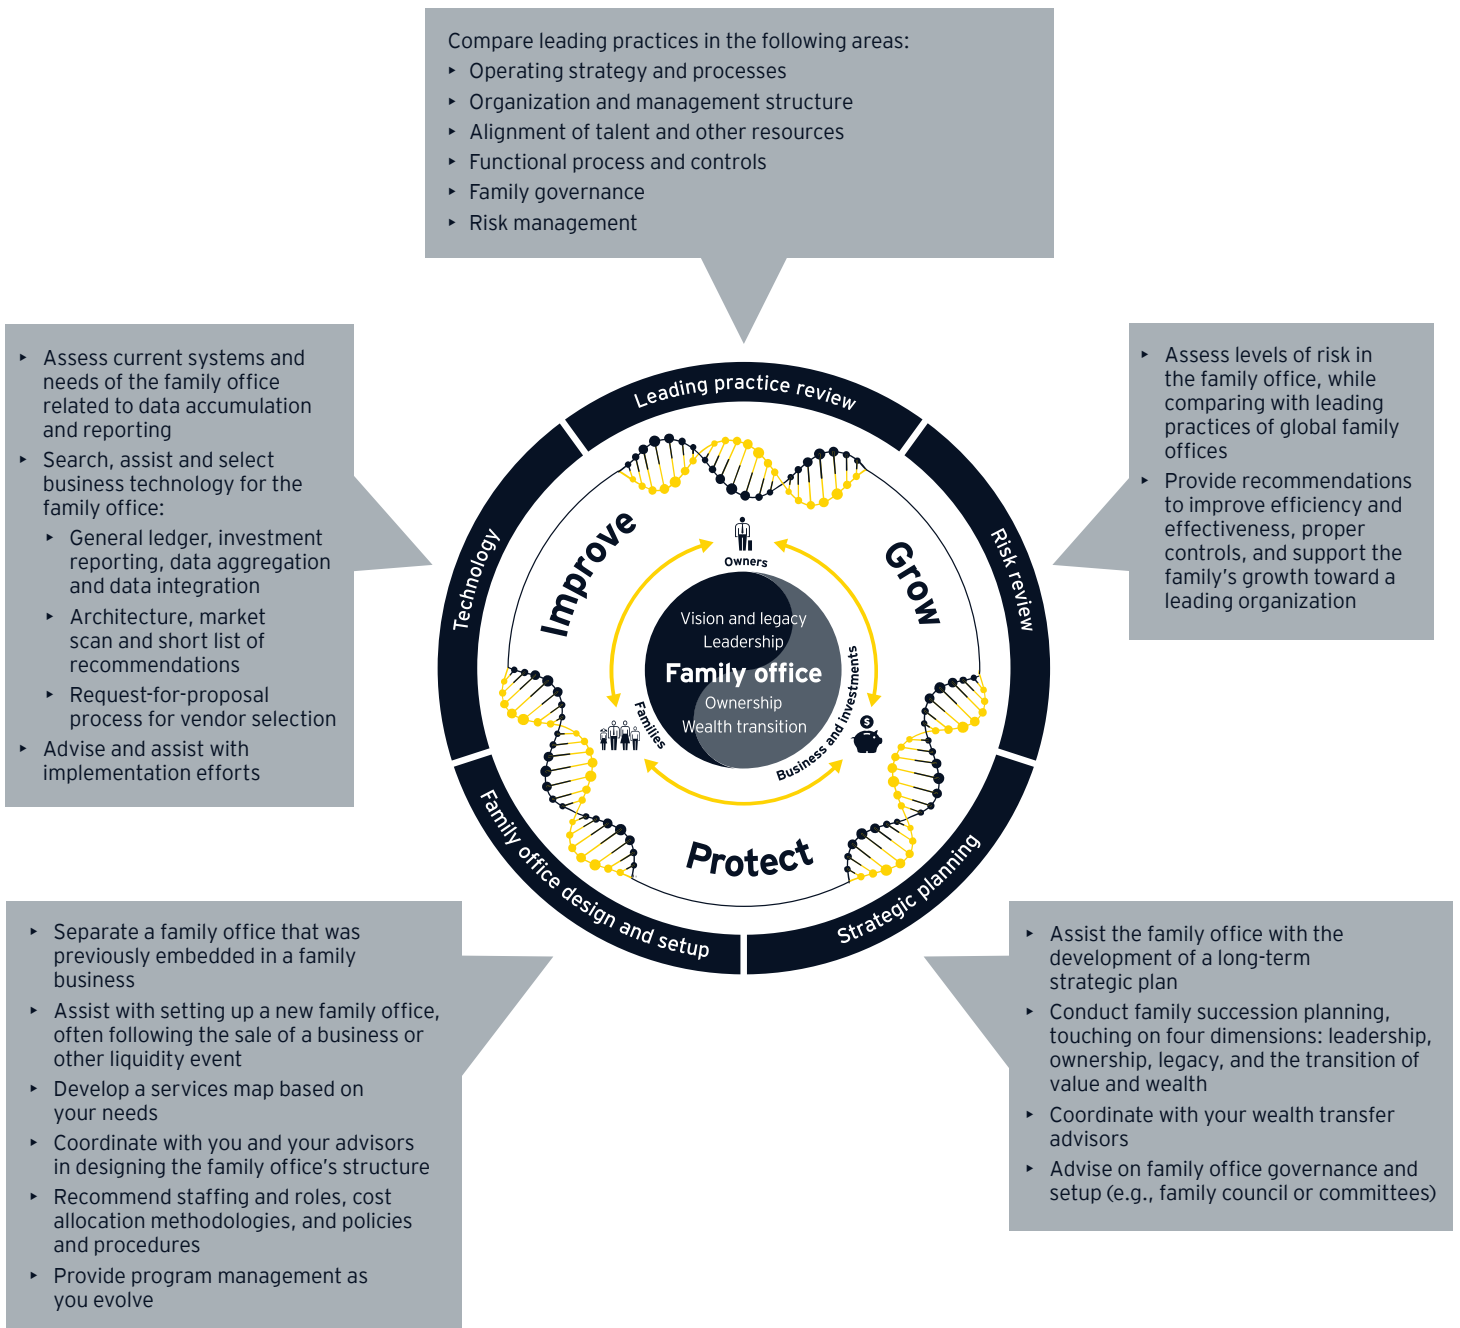 Compare leading practices in the following areas:
‣ Operating strategy and processes
‣ Organization and management structure
‣ Alignment of talent and other resources
‣ Functional process and controls
‣ Family governance
‣ Risk management
‣ Assess current systems and
needs of the family office
related to data accumulation
and reporting
‣ Search, assist and select
business technology for the
family office:
‣ General ledger, investment
reporting, data aggregation
and data integration
‣ Architecture, market
scan and short list of
recommendations
‣ Request-for-proposal
process for vendor selection
‣ Advise and assist with
implementation efforts
‣ Assess levels of risk in
the family office, while
comparing with leading
practices of global family
offices
‣ Provide recommendations
to improve efficiency and
effectiveness, proper
controls, and support the
family's growth toward a
leading organization
Leading practice review
Technology
Risk review
Family office design and setup
Strategic planning
Improve
Grow
Protect
Owners
Families
Business and investments
$
Vision and legacy
Leadership
Family office
Ownership
Wealth transition
‣ Separate a family office that was
previously embedded in a family
business
‣ Assist with setting up a new family office,
often following the sale of a business or
other liquidity event
‣ Develop a services map based on
your needs
‣ Coordinate with you and your advisors
in designing the family office's structure
‣ Recommend staffing and roles, cost
allocation methodologies, and policies
and procedures
‣ Provide program management as
you evolve
‣ Assist the family office with the
development of a long-term
strategic plan
‣ Conduct family succession planning,
touching on four dimensions: leadership,
ownership, legacy, and the transition of
value and wealth
‣ Coordinate with your wealth transfer
advisors
‣ Advise on family office governance and
setup (e.g., family council or committees)